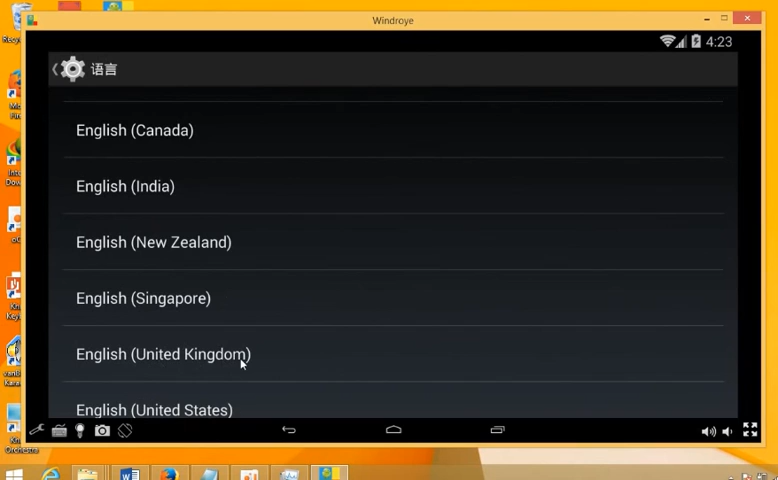 Windroye
4:23
语言
English (Canada)
English (India)
English (New Zealand)
English (Singapore)
English (United Kingdom)
English (United States)